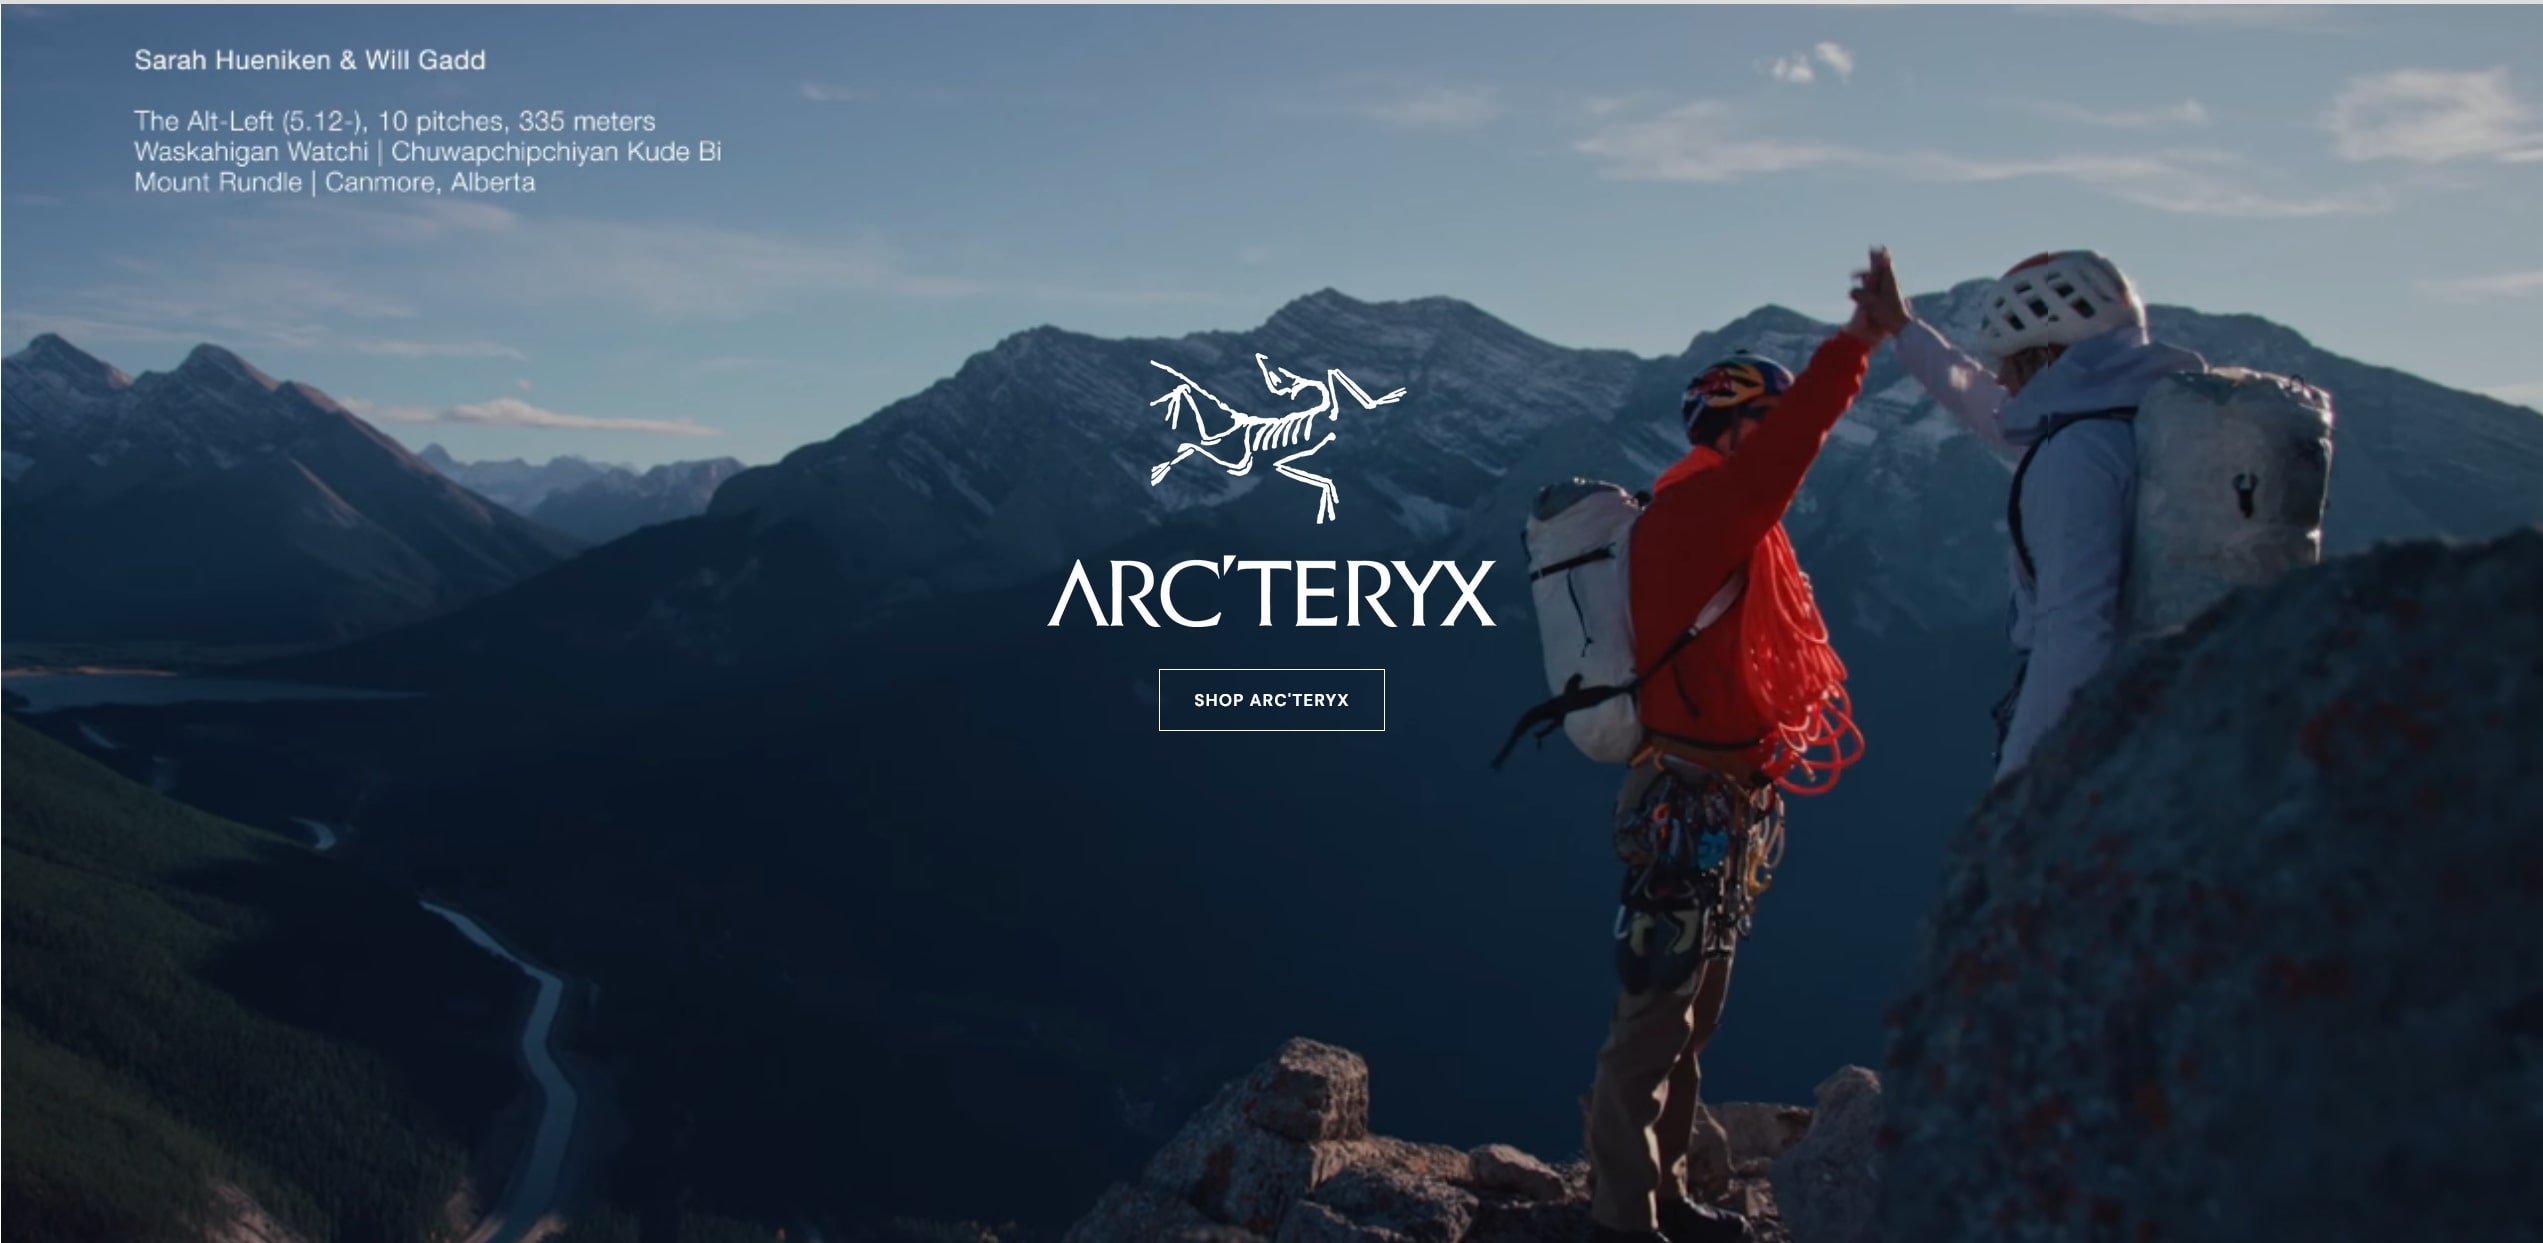 Sarah Hueniken & Will Gadd
The Alt-Left (5.12-), 10 pitches, 335 meters
Waskahigan Watchi | Chuwapchipchiyan Kude Bi
Mount Rundle | Canmore, Alberta
ARC'TERYX
SHOP ARC'TERYX